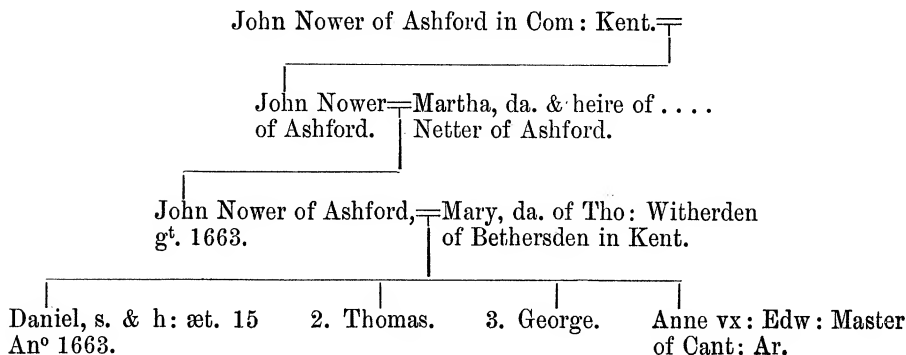 John Nower of Ashford in Com: Kent.
John Nower
of Ashford.
Martha, da. & heire of ....
Netter of Ashford.
John Nower of Ashford,
gt. 1663.
Mary, da. of Tho: Witherden
of Bethersden in Kent.
Daniel, s. & h: æt. 15
Anº 1663.
2. Thomas.
3. George.
Anne vx: Edw: Master
of Cant: Ar.